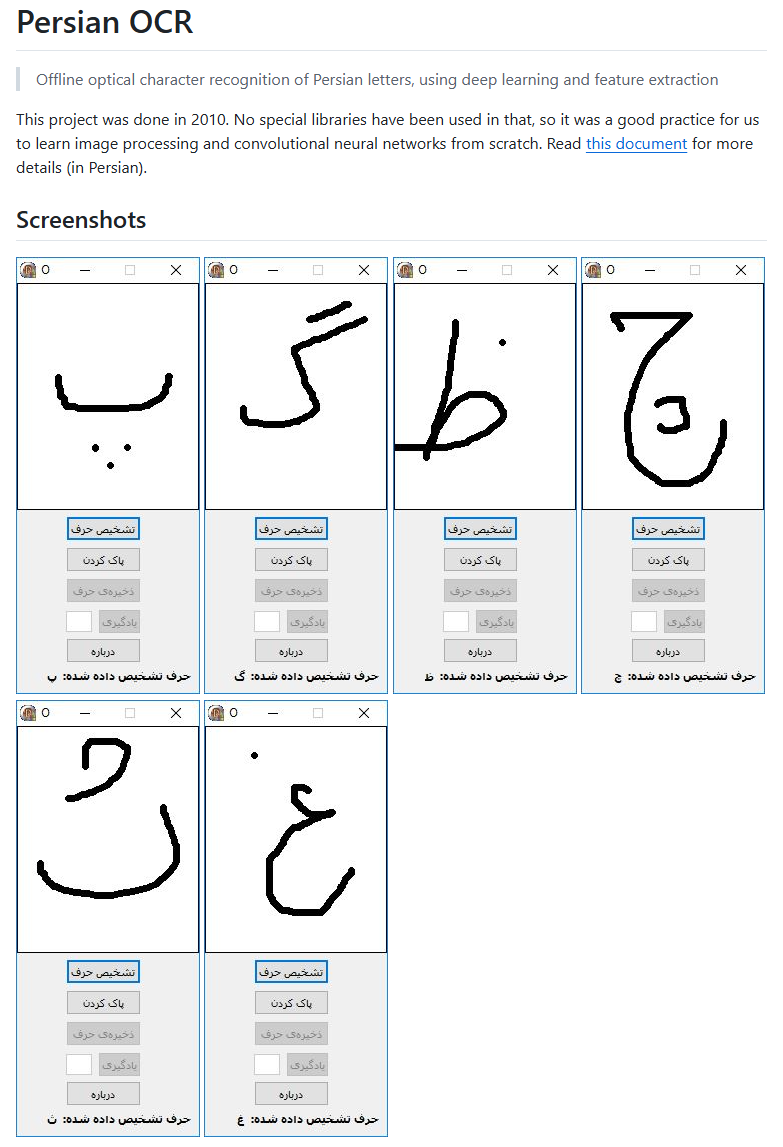 Persian OCR
Offline optical character recognition of Persian letters, using deep learning and feature extraction
This project was done in 2010. No special libraries have been used in that, so it was a good practice for us
to learn image processing and convolutional neural networks from scratch. Read this document for more
details (in Persian).
Screenshots
O
پ
تشخیص حرف
پاک کردن
ذخیره‌ی حرف
یادگیری
درباره
حرف تشخیص داده شده: پ
O
گ
تشخیص حرف
پاک کردن
ذخیره‌ی حرف
یادگیری
درباره
حرف تشخیص داده شده: گ
O
ظ
تشخیص حرف
پاک کردن
ذخیره‌ی حرف
یادگیری
درباره
حرف تشخیص داده شده: ظ
O
چ
تشخیص حرف
پاک کردن
ذخیره‌ی حرف
یادگیری
درباره
حرف تشخیص داده شده: چ
O
ث
تشخیص حرف
پاک کردن
ذخیره‌ی حرف
یادگیری
درباره
حرف تشخیص داده شده: ث
O
غ
تشخیص حرف
پاک کردن
ذخیره‌ی حرف
یادگیری
درباره
حرف تشخیص داده شده: غ